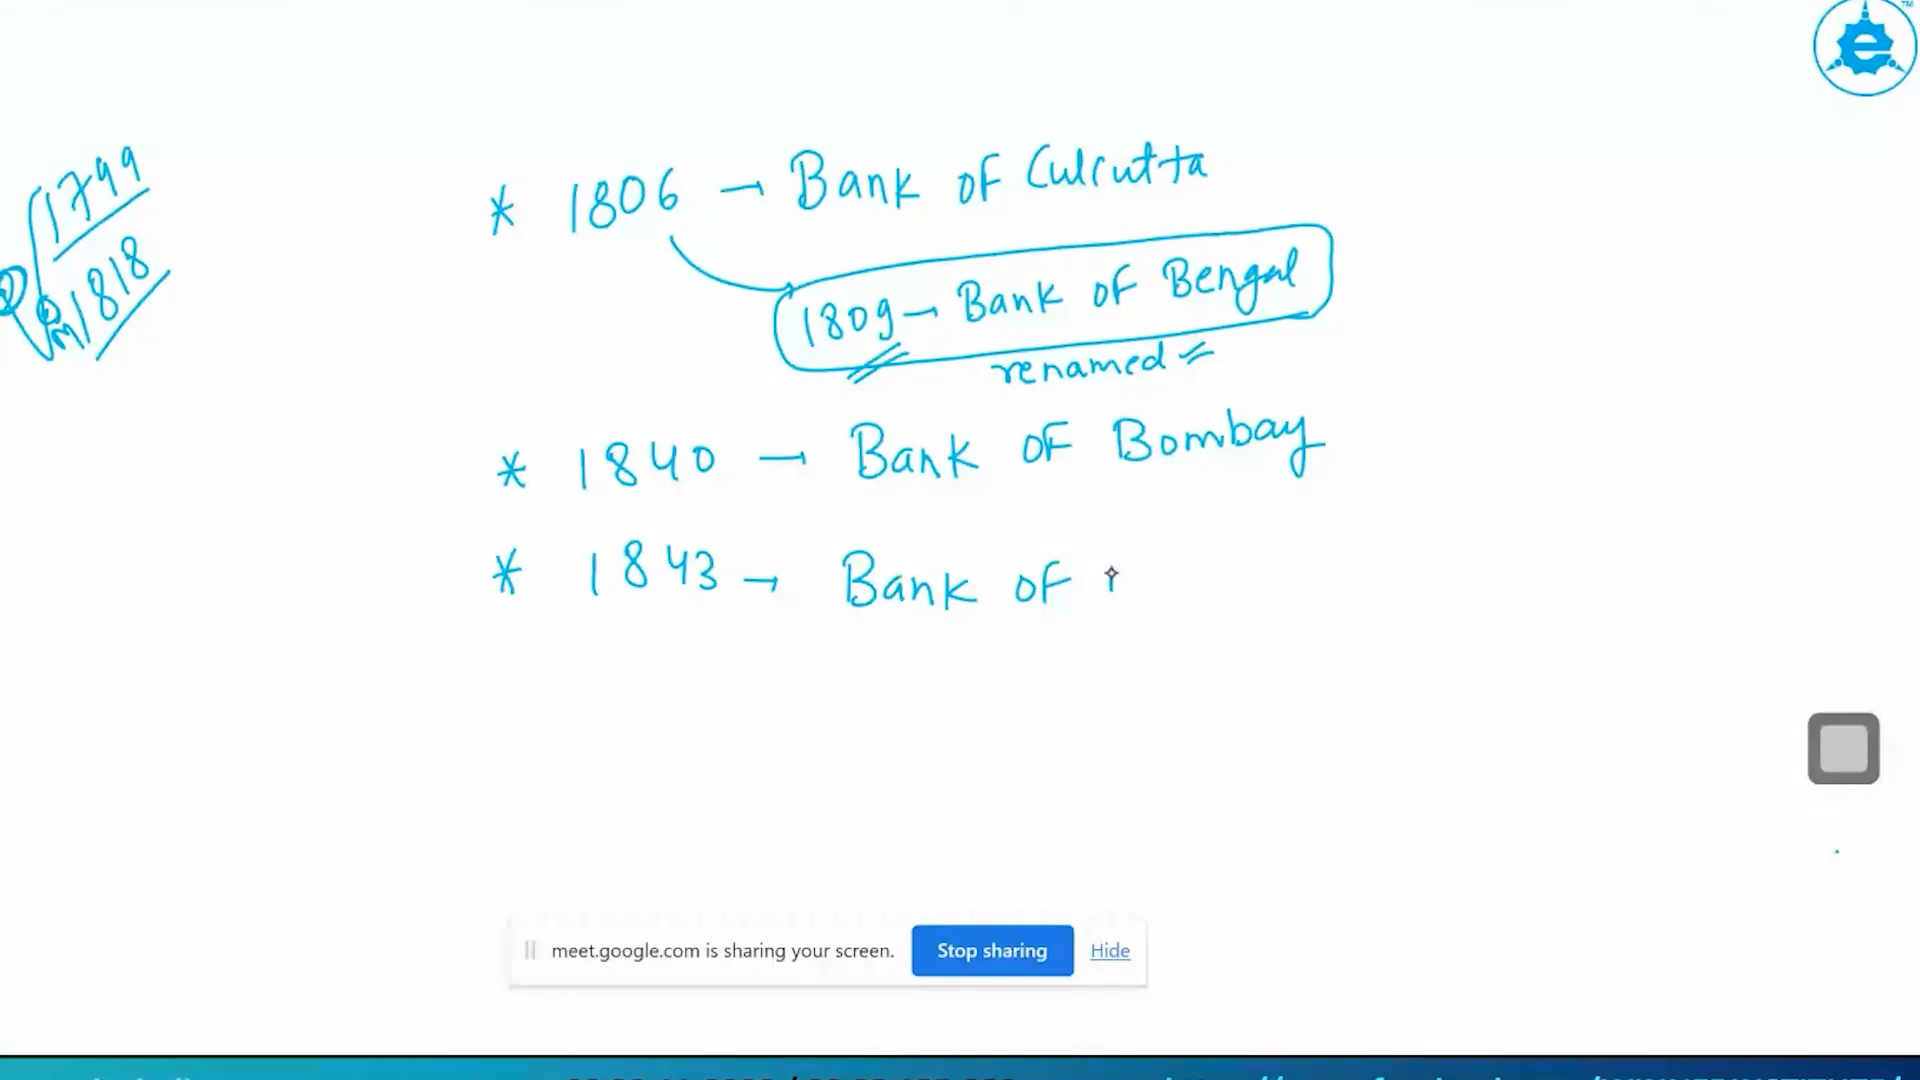 1799
1818
* 1806 → Bank of Culcutta
1809 → Bank of Bengal
renamed
* 1840 → Bank of Bombay
* 1843 → Bank of
meet.google.com is sharing your screen. Stop sharing Hide